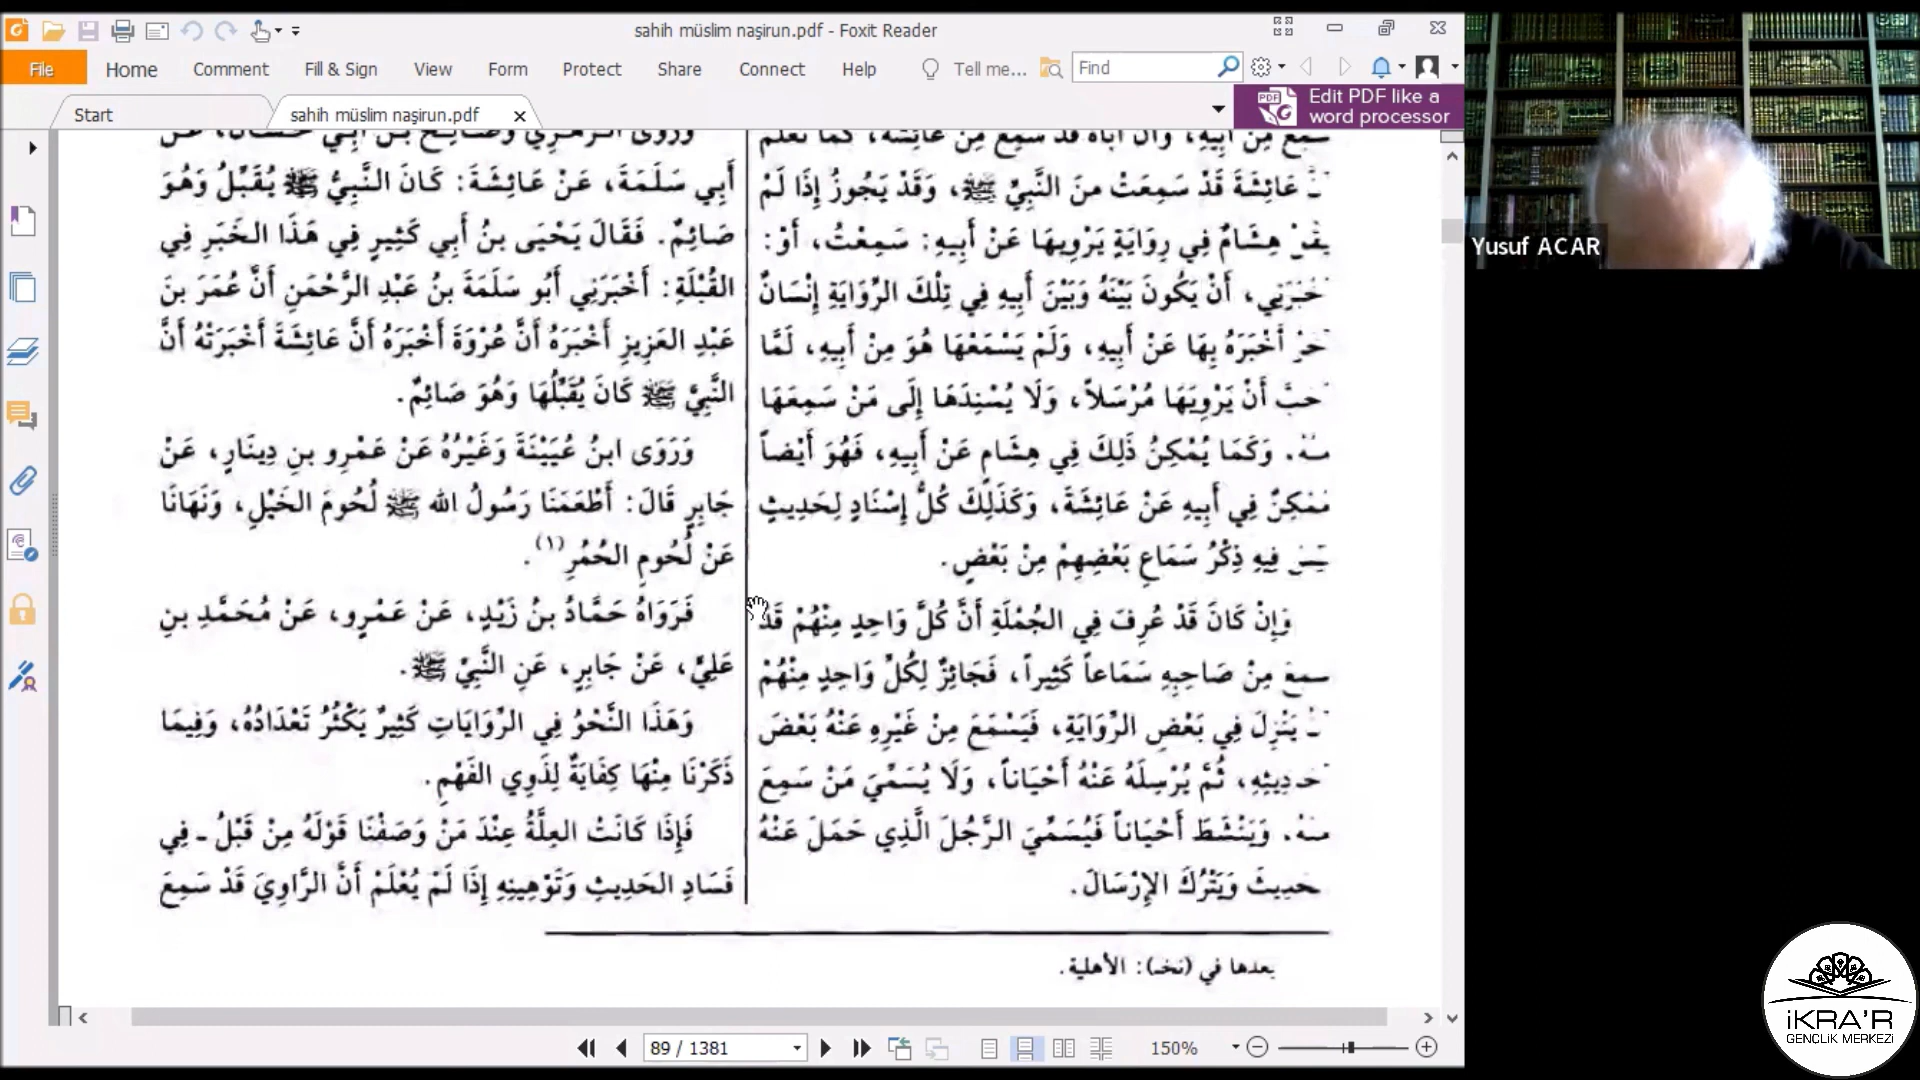 sahih müslim naşirun.pdf - Foxit Reader
File Home Comment Fill & Sign View Form Protect Share Connect Help Tell me... Find
Start sahih müslim naşirun.pdf
Edit PDF like a
word processor
سَمِعَ مِنْ أَبِيهِ، وَأَنَّ أَبَاهُ قَدْ سَمِعَ مِنْ عَائِشَةَ، كَمَا نَعْلَمُ
عَائِشَةَ قَدْ سَمِعَتْ مِنَ النَّبِيِّ ﷺ، وَقَدْ يَجُوزُ إِذَا لَمْ
يَقُلْ هِشَامٌ فِي رِوَايَةٍ يَرْوِيهَا عَنْ أَبِيهِ: سَمِعْتُ، أَوْ:
خْبَرَنِي، أَنْ يَكُونَ بَيْنَهُ وَبَيْنَ أَبِيهِ فِي تِلْكَ الرِّوَايَةِ إِنْسَانٌ
خَرُ أَخْبَرَهُ بِهَا عَنْ أَبِيهِ، وَلَمْ يَسْمَعْهَا هُوَ مِنْ أَبِيهِ، لَمَّا
حَبَّ أَنْ يَرْوِيَهَا مُرْسَلاً، وَلَا يُسْنِدَهَا إِلَى مَنْ سَمِعَهَا
مِنْهُ. وَكَمَا يُمْكِنُ ذَلِكَ فِي هِشَامٍ عَنْ أَبِيهِ، فَهُوَ أَيْضاً
مُمْكِنٌ فِي أَبِيهِ عَنْ عَائِشَةَ، وَكَذَلِكَ كُلُّ إِسْنَادٍ لِحَدِيثٍ
لَيْسَ فِيهِ ذِكْرُ سَمَاعِ بَعْضِهِمْ مِنْ بَعْضٍ.
وَإِنْ كَانَ قَدْ عُرِفَ فِي الجُمْلَةِ أَنَّ كُلَّ وَاحِدٍ مِنْهُمْ قَدْ
سَمِعَ مِنْ صَاحِبِهِ سَمَاعاً كَثِيراً، فَجَائِزٌ لِكُلِّ وَاحِدٍ مِنْهُمْ
يَنْزِلَ فِي بَعْضِ الرِّوَايَةِ، فَيَسْمَعَ مِنْ غَيْرِهِ عَنْهُ بَعْضَ
حَدِيثِهِ، ثُمَّ يُرْسِلَهُ عَنْهُ أَحْيَاناً، وَلَا يُسَمِّيَ مَنْ سَمِعَ
مِنْهُ. وَيَنْشَطَ أَحْيَاناً فَيُسَمِّيَ الرَّجُلَ الَّذِي حَمَلَ عَنْهُ
حَدِيثَ وَيَتْرُكَ الإِرْسَالَ.
وَرَوَى الزُّهْرِيُّ وَصَالِحُ بْنُ أَبِي حَسَّانَ، عَنْ
أَبِي سَلَمَةَ، عَنْ عَائِشَةَ: كَانَ النَّبِيُّ ﷺ يُقَبِّلُ وَهُوَ
صَائِمٌ. فَقَالَ يَحْيَى بنُ أَبِي كَثِيرٍ فِي هَذَا الخَبَرِ فِي
القُبْلَةِ: أَخْبَرَنِي أَبُو سَلَمَةَ بنُ عَبْدِ الرَّحْمَنِ أَنَّ عُمَرَ بنَ
عَبْدِ العَزِيزِ أَخْبَرَهُ أَنَّ عُرْوَةَ أَخْبَرَهُ أَنَّ عَائِشَةَ أَخْبَرَتْهُ أَنَّ
النَّبِيَّ ﷺ كَانَ يُقَبِّلُهَا وَهُوَ صَائِمٌ.
وَرَوَى ابنُ عُيَيْنَةَ وَغَيْرُهُ عَنْ عَمْرِو بنِ دِينَارٍ، عَنْ
جَابِرٍ قَالَ: أَطْعَمَنَا رَسُولُ الله ﷺ لُحُومَ الخَيْلِ، وَنَهَانَا
عَنْ لُحُومِ الحُمُرِ(١).
فَرَوَاهُ حَمَّادُ بنُ زَيْدٍ، عَنْ عَمْرٍو، عَنْ مُحَمَّدِ بنِ
عَلِيٍّ، عَنْ جَابِرٍ، عَنِ النَّبِيِّ ﷺ.
وَهَذَا النَّحْوُ فِي الرِّوَايَاتِ كَثِيرٌ يَكْثُرُ تَعْدَادُهُ، وَفِيمَا
ذَكَرْنَا مِنْهَا كِفَايَةٌ لِذَوِي الفَهْمِ.
فَإِذَا كَانَتْ العِلَّةُ عِنْدَ مَنْ وَصَفْنَا قَوْلَهُ مِنْ قَبْلُ ـ فِي
فَسَادِ الحَدِيثِ وَتَوْهِينِهِ إِذَا لَمْ يُعْلَمْ أَنَّ الرَّاوِيَ قَدْ سَمِعَ
بعدها في (نخـ): الأهلية.
89 / 1381
150%
Yusuf ACAR
iKRA'R
GENÇLİK MERKEZİ